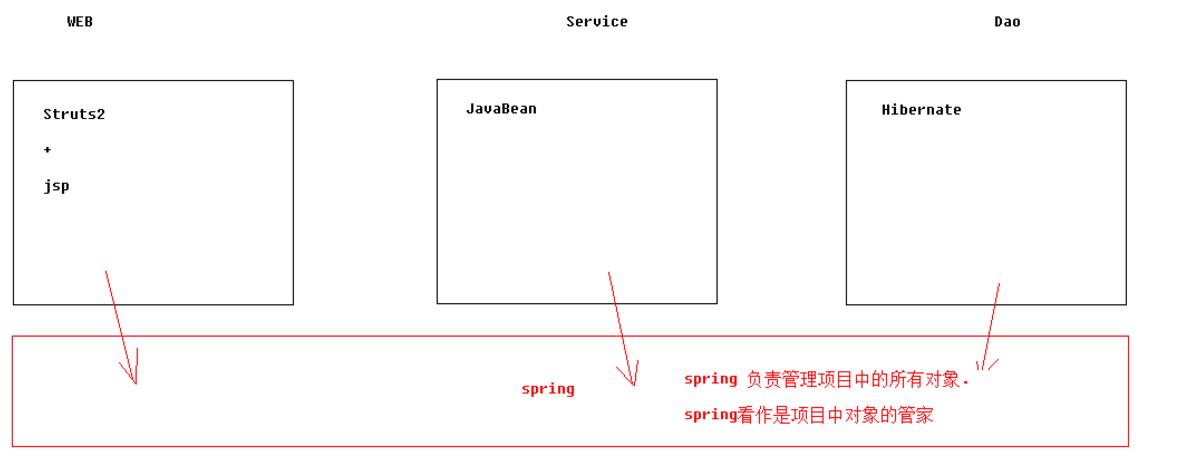 WEB
Service
Dao
Struts2
+
jsp
JavaBean
Hibernate
spring
spring 负责管理项目中的所有对象.
spring看作是项目中对象的管家